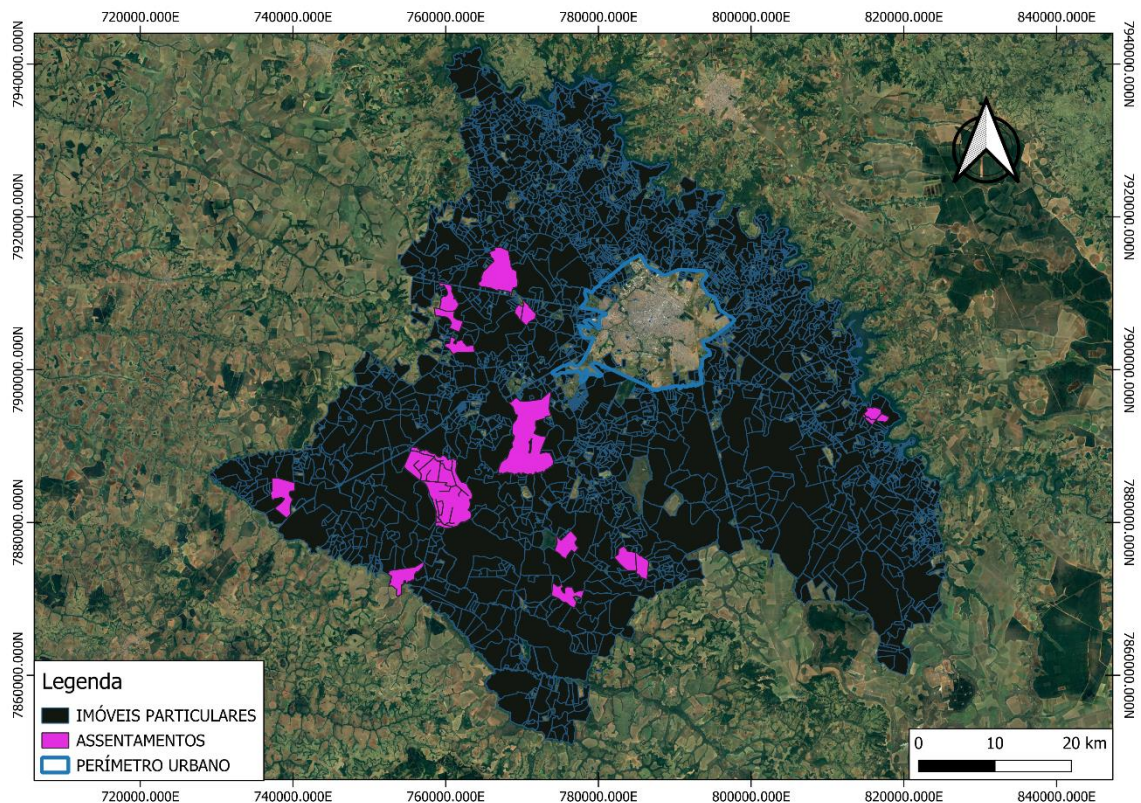 720000.000E 740000.000E 760000.000E 780000.000E 800000.000E 820000.000E 840000.000E
7940000.000N 7920000.000N 7900000.000N 7880000.000N 7860000.000N
7940000.000N 7920000.000N 7900000.000N 7880000.000N 7860000.000N
Legenda
IMÓVEIS PARTICULARES
ASSENTAMENTOS
PERÍMETRO URBANO
0 10 20 km
720000.000E 740000.000E 760000.000E 780000.000E 800000.000E 820000.000E 840000.000E